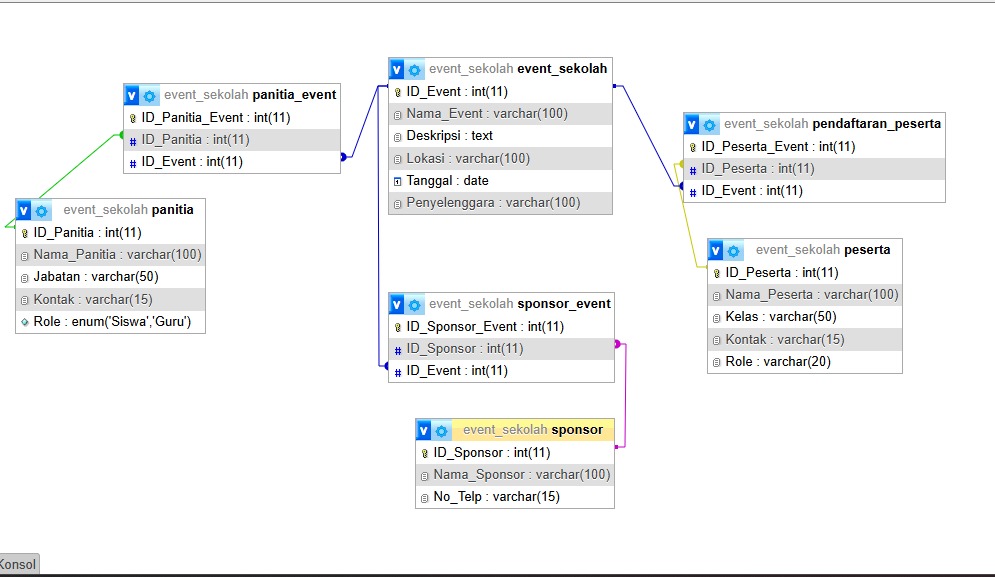 event_sekolah panitia_event
ID_Panitia_Event : int(11)
ID_Panitia : int(11)
ID_Event : int(11)
event_sekolah panitia
ID_Panitia : int(11)
Nama_Panitia : varchar(100)
Jabatan : varchar(50)
Kontak : varchar(15)
Role : enum('Siswa','Guru')
event_sekolah event_sekolah
ID_Event : int(11)
Nama_Event : varchar(100)
Deskripsi : text
Lokasi : varchar(100)
Tanggal : date
Penyelenggara : varchar(100)
event_sekolah sponsor_event
ID_Sponsor_Event : int(11)
ID_Sponsor : int(11)
ID_Event : int(11)
event_sekolah sponsor
ID_Sponsor : int(11)
Nama_Sponsor : varchar(100)
No_Telp : varchar(15)
event_sekolah pendaftaran_peserta
ID_Peserta_Event : int(11)
ID_Peserta : int(11)
ID_Event : int(11)
event_sekolah peserta
ID_Peserta : int(11)
Nama_Peserta : varchar(100)
Kelas : varchar(50)
Kontak : varchar(15)
Role : varchar(20)
Konsol